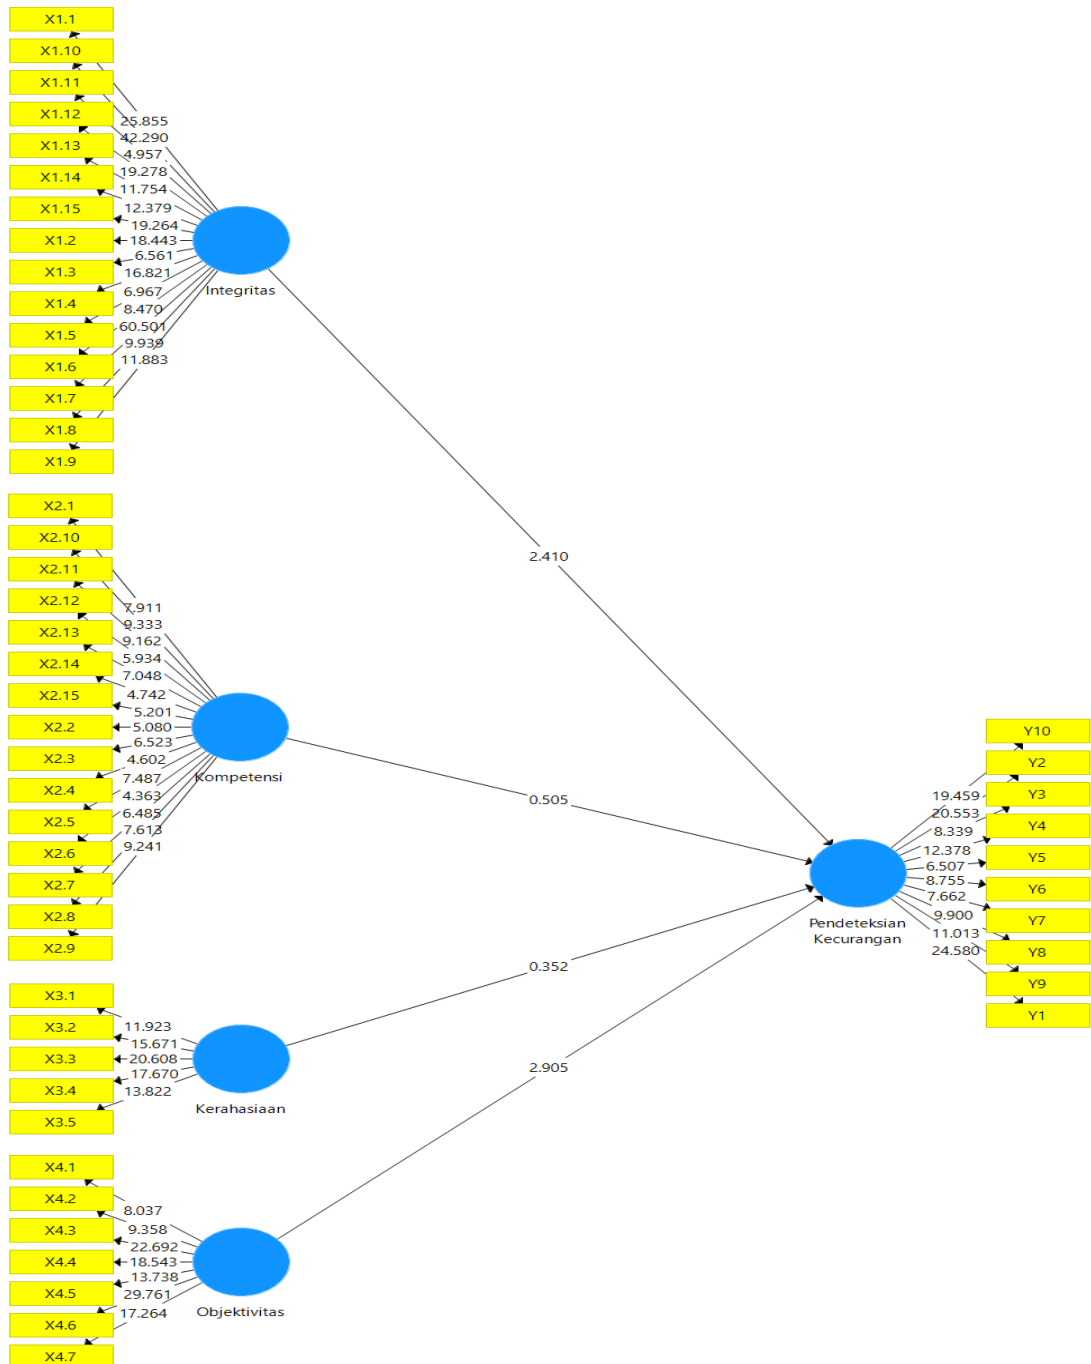 X1.1
X1.10
X1.11
X1.12
X1.13
X1.14
X1.15
X1.2
X1.3
X1.4
X1.5
X1.6
X1.7
X1.8
X1.9
25.855
42.290
4.957
19.278
11.754
12.379
19.264
18.443
6.561
16.821
6.967
8.470
60.501
9.939
11.883
Integritas
X2.1
X2.10
X2.11
X2.12
X2.13
X2.14
X2.15
X2.2
X2.3
X2.4
X2.5
X2.6
X2.7
X2.8
X2.9
7.911
9.333
9.162
5.934
7.048
4.742
5.201
5.080
6.523
4.602
7.487
4.363
6.485
7.613
9.241
Kompetensi
X3.1
X3.2
X3.3
X3.4
X3.5
11.923
15.671
20.608
17.670
13.822
Kerahasiaan
X4.1
X4.2
X4.3
X4.4
X4.5
X4.6
X4.7
8.037
9.358
22.692
18.543
13.738
29.761
17.264
Objektivitas
2.410
0.505
0.352
2.905
Pendeteksian
Kecurangan
19.459
20.553
8.339
12.378
6.507
8.755
7.662
9.900
11.013
24.580
Y10
Y2
Y3
Y4
Y5
Y6
Y7
Y8
Y9
Y1